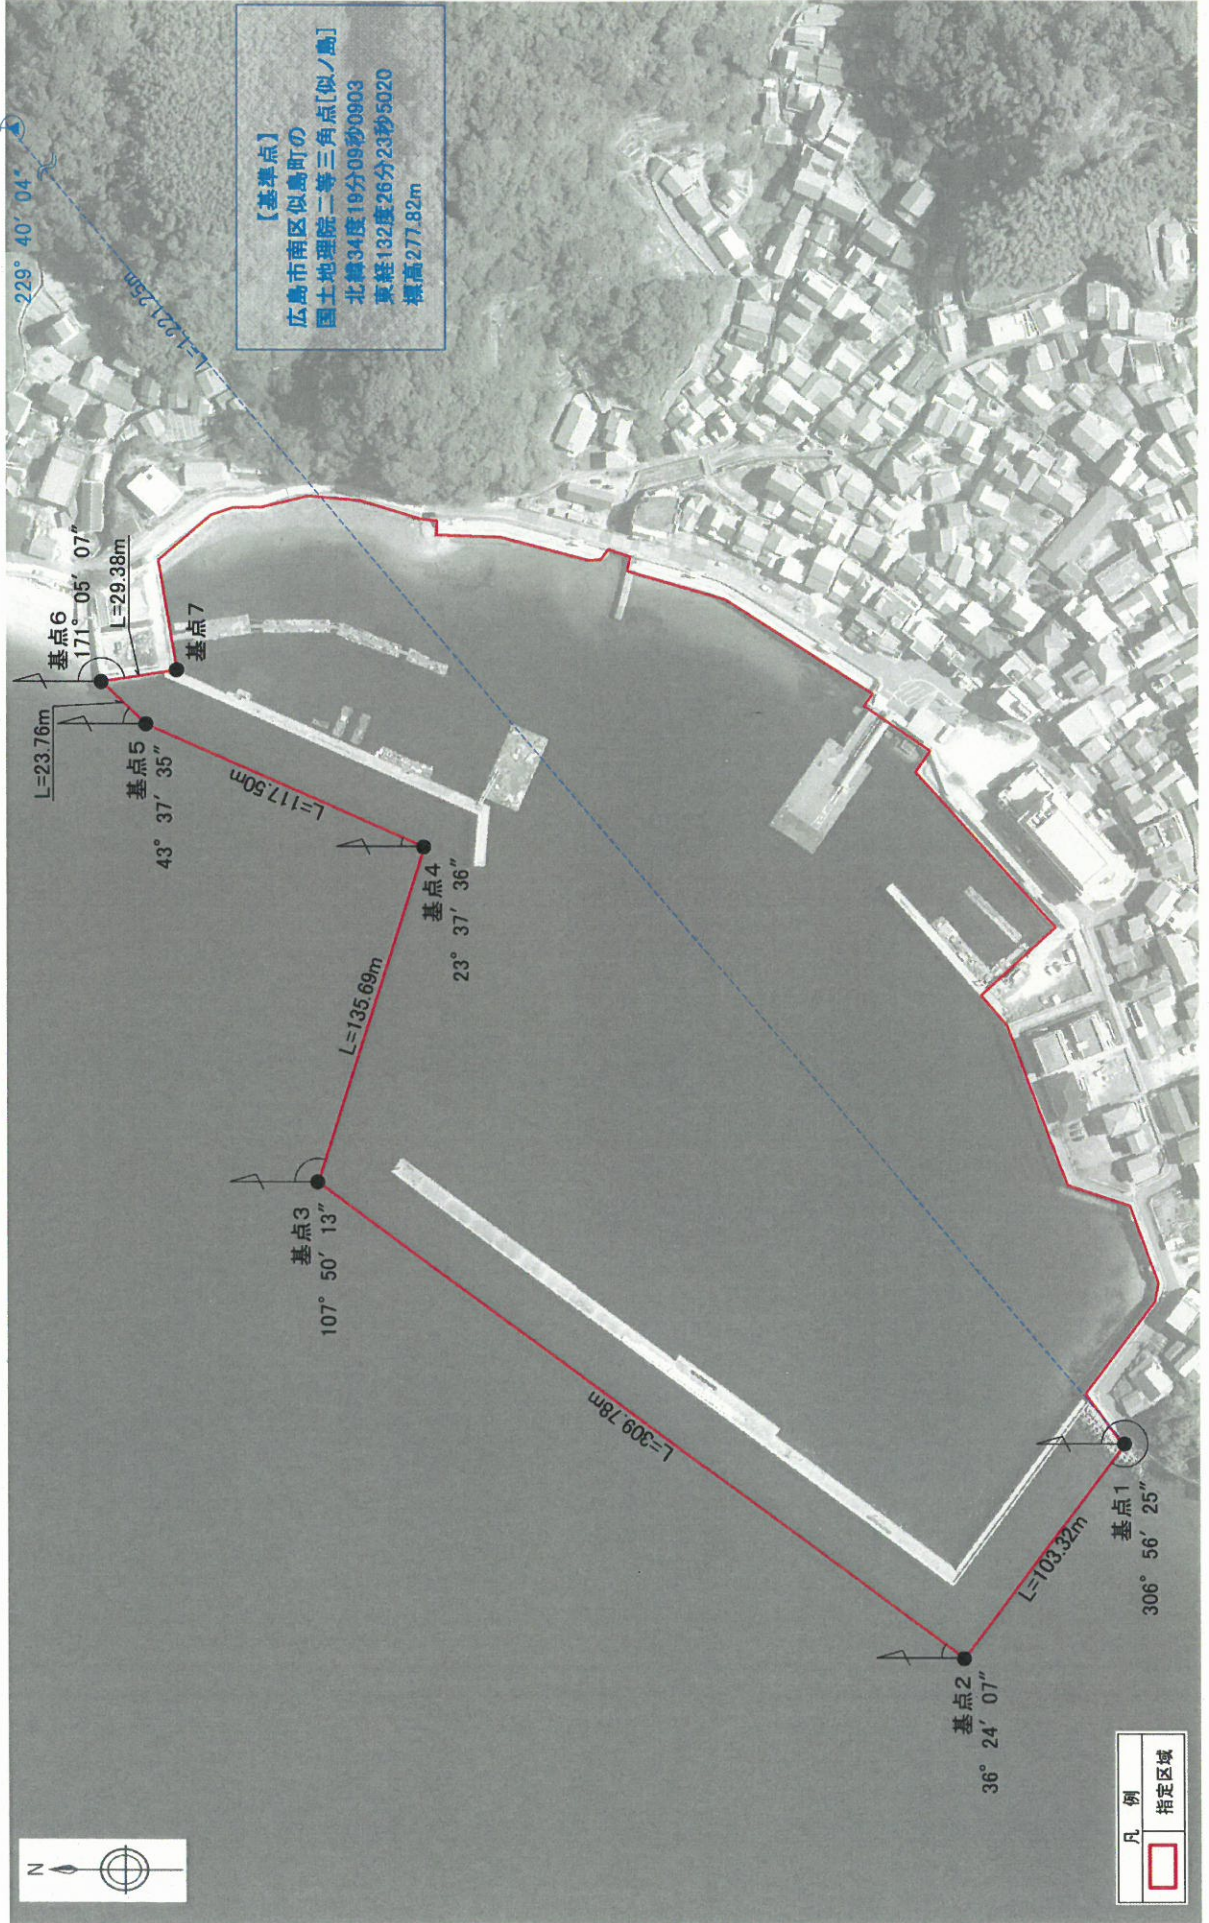 N
229° 40′ 04″
L=1,221.25m
【基準点】
広島市南区似島町の
国土地理院二等三角点[似ノ島]
北緯34度19分09秒0903
東経132度26分23秒5020
標高277.82m
基点6
171° 05′ 07″
L=29.38m
基点7
L=23.76m
基点5
43° 37′ 35″
L=117.50m
基点4
23° 37′ 36″
L=135.69m
基点3
107° 50′ 13″
L=309.78m
基点2
36° 24′ 07″
L=103.32m
基点1
306° 56′ 25″
凡 例
指定区域